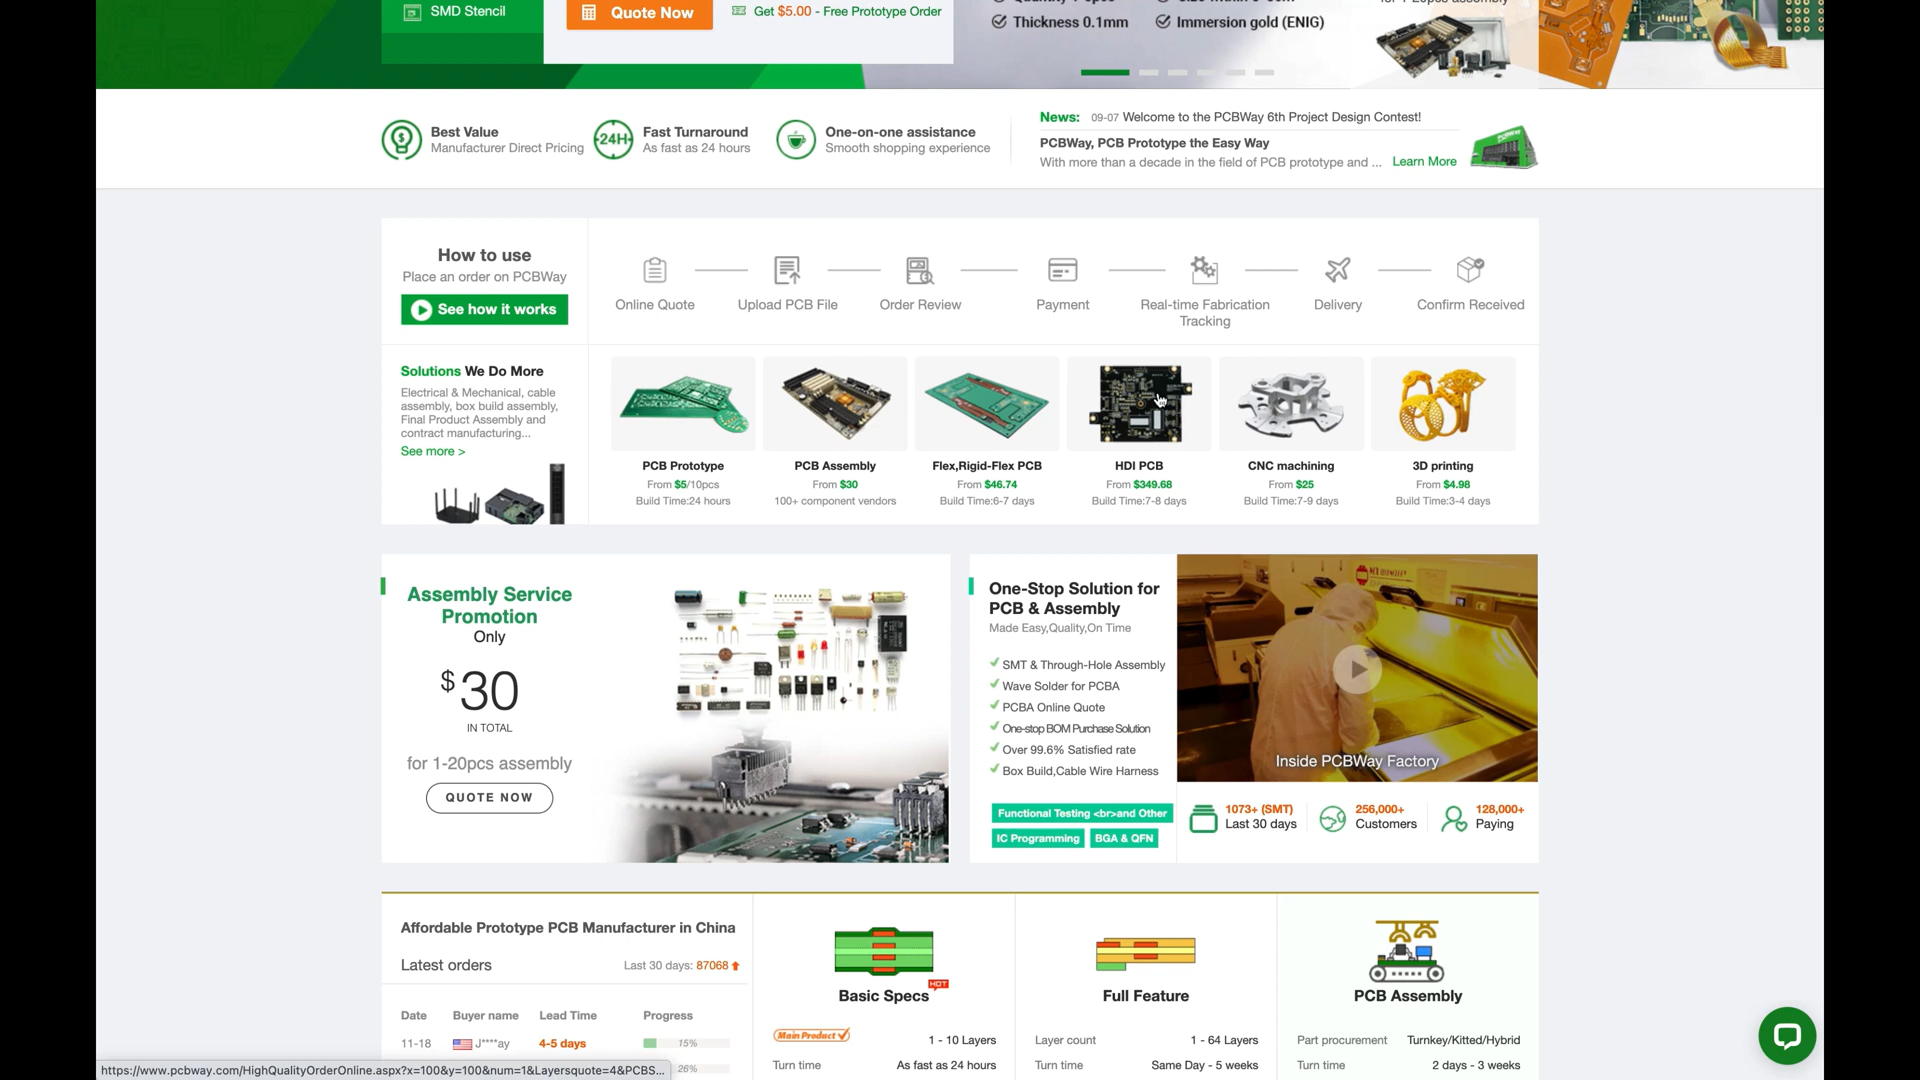 SMD Stencil
Quote Now
Get $5.00 - Free Prototype Order
Thickness 0.1mm
Immersion gold (ENIG)
Best Value
Manufacturer Direct Pricing
24H
Fast Turnaround
As fast as 24 hours
One-on-one assistance
Smooth shopping experience
News: 09-07 Welcome to the PCBWay 6th Project Design Contest!
PCBWay, PCB Prototype the Easy Way
With more than a decade in the field of PCB prototype and ... Learn More
How to use
Place an order on PCBWay
See how it works
Online Quote
Upload PCB File
Order Review
Payment
Real-time Fabrication
Tracking
Delivery
Confirm Received
Solutions We Do More
Electrical & Mechanical, cable
assembly, box build assembly,
Final Product Assembly and
contract manufacturing...
See more >
PCB Prototype
From $5/10pcs
Build Time:24 hours
PCB Assembly
From $30
100+ component vendors
Flex,Rigid-Flex PCB
From $46.74
Build Time:6-7 days
HDI PCB
From $349.68
Build Time:7-8 days
CNC machining
From $25
Build Time:7-9 days
3D printing
From $4.98
Build Time:3-4 days
Assembly Service
Promotion
Only
$30
IN TOTAL
for 1-20pcs assembly
QUOTE NOW
One-Stop Solution for
PCB & Assembly
Made Easy,Quality,On Time
SMT & Through-Hole Assembly
Wave Solder for PCBA
PCBA Online Quote
One-stop BOM Purchase Solution
Over 99.6% Satisfied rate
Box Build,Cable Wire Harness
Functional Testing <br>and Other
IC Programming
BGA & QFN
Inside PCBWay Factory
1073+ (SMT)
Last 30 days
256,000+
Customers
128,000+
Paying
Affordable Prototype PCB Manufacturer in China
Latest orders
Last 30 days: 87068
Date
Buyer name
Lead Time
Progress
11-18
J****ay
4-5 days
15%
26%
Basic Specs
HOT
Main Product
1 - 10 Layers
Turn time
As fast as 24 hours
Full Feature
Layer count
1 - 64 Layers
Turn time
Same Day - 5 weeks
PCB Assembly
Part procurement
Turnkey/Kitted/Hybrid
Turn time
2 days - 3 weeks
https://www.pcbway.com/HighQualityOrderOnline.aspx?x=100&y=100&num=1&Layersquote=4&PCBS...